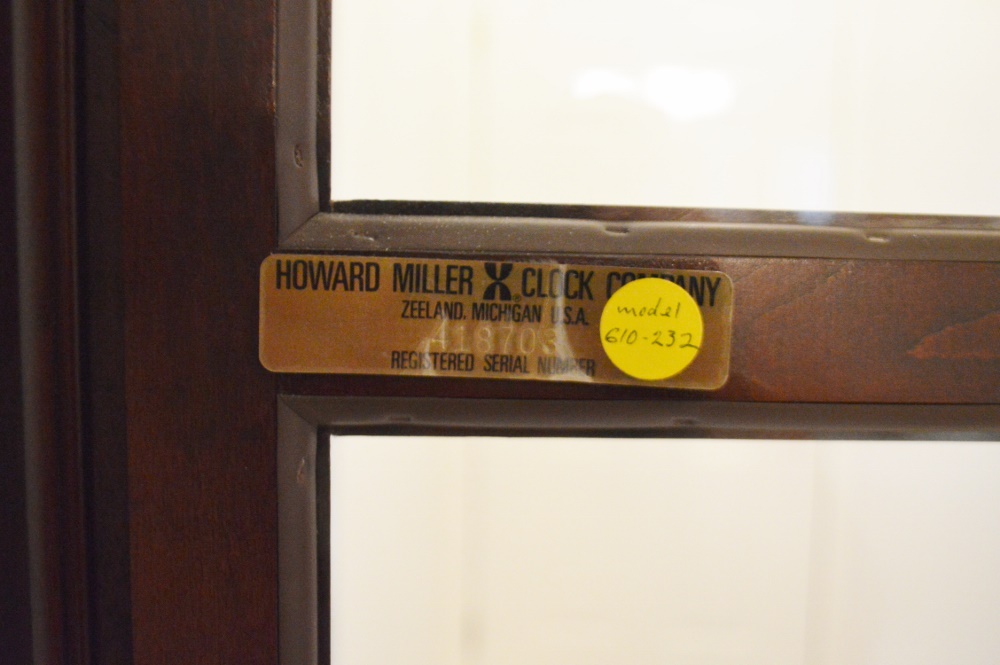 HOWARD MILLER CLOCK COMPANY
ZEELAND, MICHIGAN U.S.A.
418703
REGISTERED SERIAL NUMBER
model
610-232